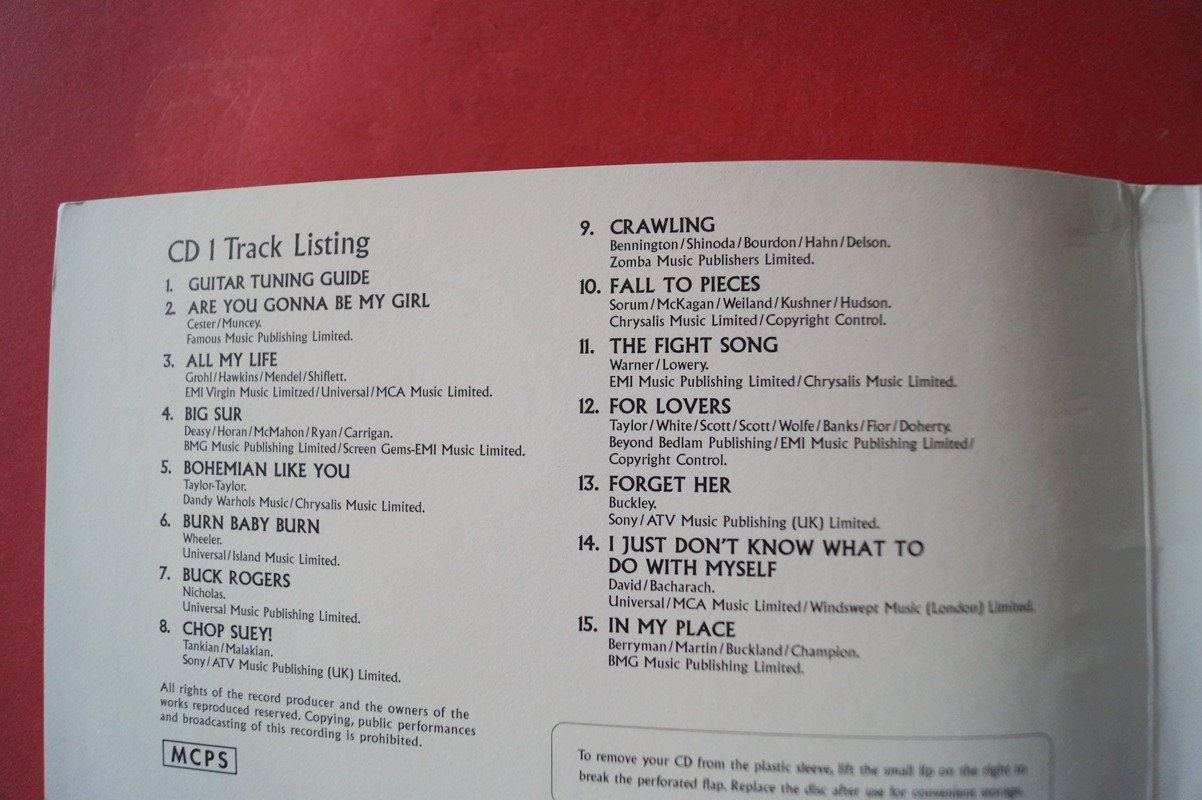 CD 1 Track Listing
1. GUITAR TUNING GUIDE
2. ARE YOU GONNA BE MY GIRL
Cester/Muncey.
Famous Music Publishing Limited.
3. ALL MY LIFE
Grohl/Hawkins/Mendel/Shiflett.
EMI Virgin Music Limitzed/Universal/MCA Music Limited.
4. BIG SUR
Deasy/Horan/McMahon/Ryan/Carrigan.
BMG Music Publishing Limited/Screen Gems-EMI Music Limited.
5. BOHEMIAN LIKE YOU
Taylor-Taylor.
Dandy Warhols Music/Chrysalis Music Limited.
6. BURN BABY BURN
Wheeler.
Universal/Island Music Limited.
7. BUCK ROGERS
Nicholas.
Universal Music Publishing Limited.
8. CHOP SUEY!
Tankian/Malakian.
Sony/ATV Music Publishing (UK) Limited.
All rights of the record producer and the owners of the
works reproduced reserved. Copying, public performances
and broadcasting of this recording is prohibited.
MCPS
9. CRAWLING
Bennington/Shinoda/Bourdon/Hahn/Delson.
Zomba Music Publishers Limited.
10. FALL TO PIECES
Sorum/McKagan/Weiland/Kushner/Hudson.
Chrysalis Music Limited/Copyright Control.
11. THE FIGHT SONG
Warner/Lowery.
EMI Music Publishing Limited/Chrysalis Music Limited.
12. FOR LOVERS
Taylor/White/Scott/Scott/Wolfe/Banks/Fior/Doherty.
Beyond Bedlam Publishing/EMI Music Publishing Limited/
Copyright Control.
13. FORGET HER
Buckley.
Sony/ATV Music Publishing (UK) Limited.
14. I JUST DON'T KNOW WHAT TO
DO WITH MYSELF
David/Bacharach.
Universal/MCA Music Limited/Windswept Music (London) Limited.
15. IN MY PLACE
Berryman/Martin/Buckland/Champion.
BMG Music Publishing Limited.
To remove your CD from the plastic sleeve, lift the small lip on the right to
break the perforated flap. Replace the disc after use for convenient storage.